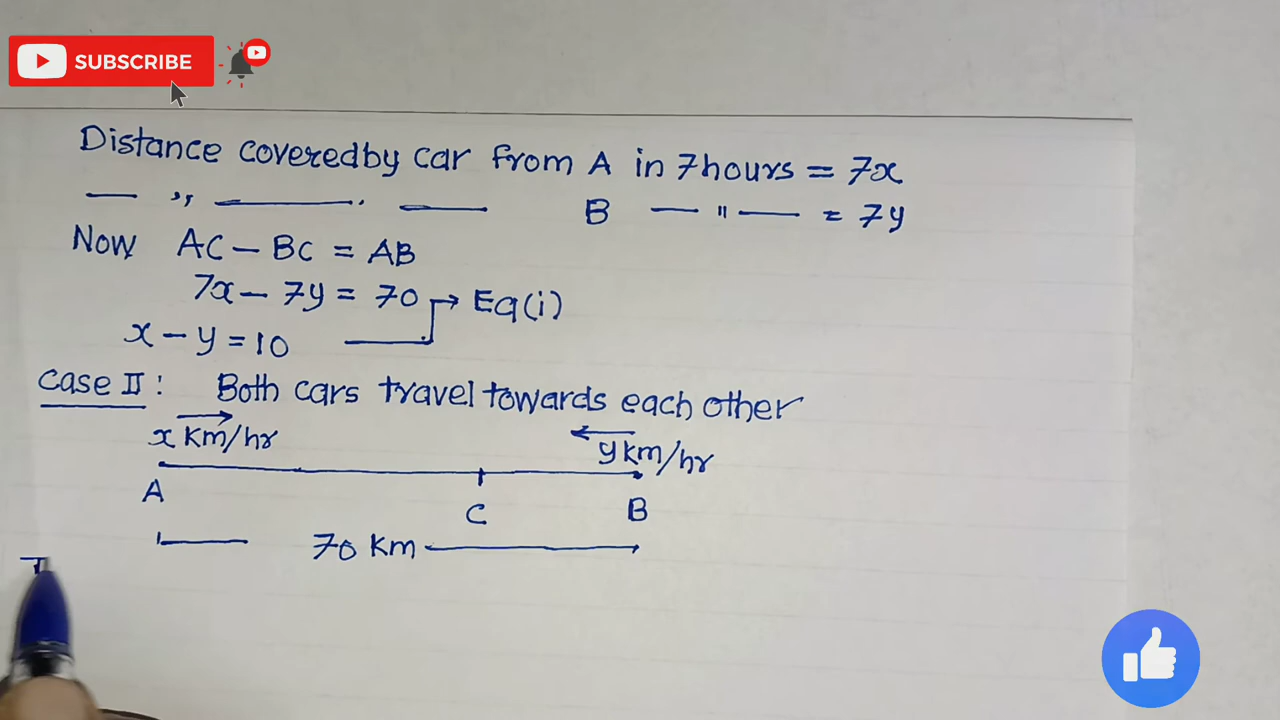 SUBSCRIBE
Distance covered by car from A in 7 hours = 7x
— ,, — — B — " — = 7y
Now AC - BC = AB
7x - 7y = 70 → Eq(i)
x - y = 10
Case II: Both cars travel towards each other
x Km/hr
y km/hr
A C B
70 Km